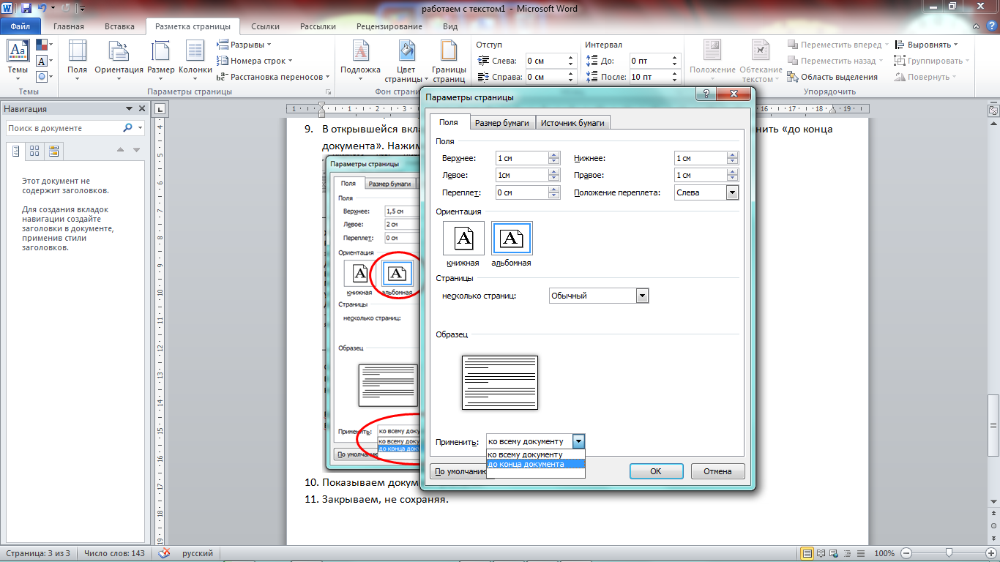 работаем с текстом1 - Microsoft Word
Файл Главная Вставка Разметка страницы Ссылки Рассылки Рецензирование Вид
Темы
Поля
Ориентация
Размер
Колонки
Разрывы
Номера строк
Расстановка переносов
Подложка
Цвет страницы
Границы страниц
Отступ
Слева: 0 см
Справа: 0 см
Интервал
До: 0 пт
После: 10 пт
Положение
Обтекание текстом
Переместить вперед
Переместить назад
Область выделения
Выровнять
Группировать
Повернуть
Темы
Параметры страницы
Фон стран
Упорядочить
Навигация
Поиск в документе
Этот документ не
содержит заголовков.
Для создания вкладок
навигации создайте
заголовки в документе,
применив стили
заголовков.
9. В открывшейся вкла нить «до конца
документа». Нажим
Параметры страницы
Поля Размер бумаги
Поля
Верхнее: 1,5 см
Левое: 2 см
Переплет: 0 см
Ориентация
книжная альбомная
Страницы
несколько страниц:
Образец
Применить: ко всему доку
ко всему доку
до конца доку
По умолчанию
10. Показываем докум
11. Закрываем, не сохраняя.
Параметры страницы
Поля Размер бумаги Источник бумаги
Поля
Верхнее: 1 см Нижнее: 1 см
Левое: 1см Правое: 1 см
Переплет: 0 см Положение переплета: Слева
Ориентация
книжная альбомная
Страницы
несколько страниц: Обычный
Образец
Применить: ко всему документу
ко всему документу
до конца документа
По умолчанию ОК Отмена
Страница: 3 из 3 Число слов: 143 русский 100%